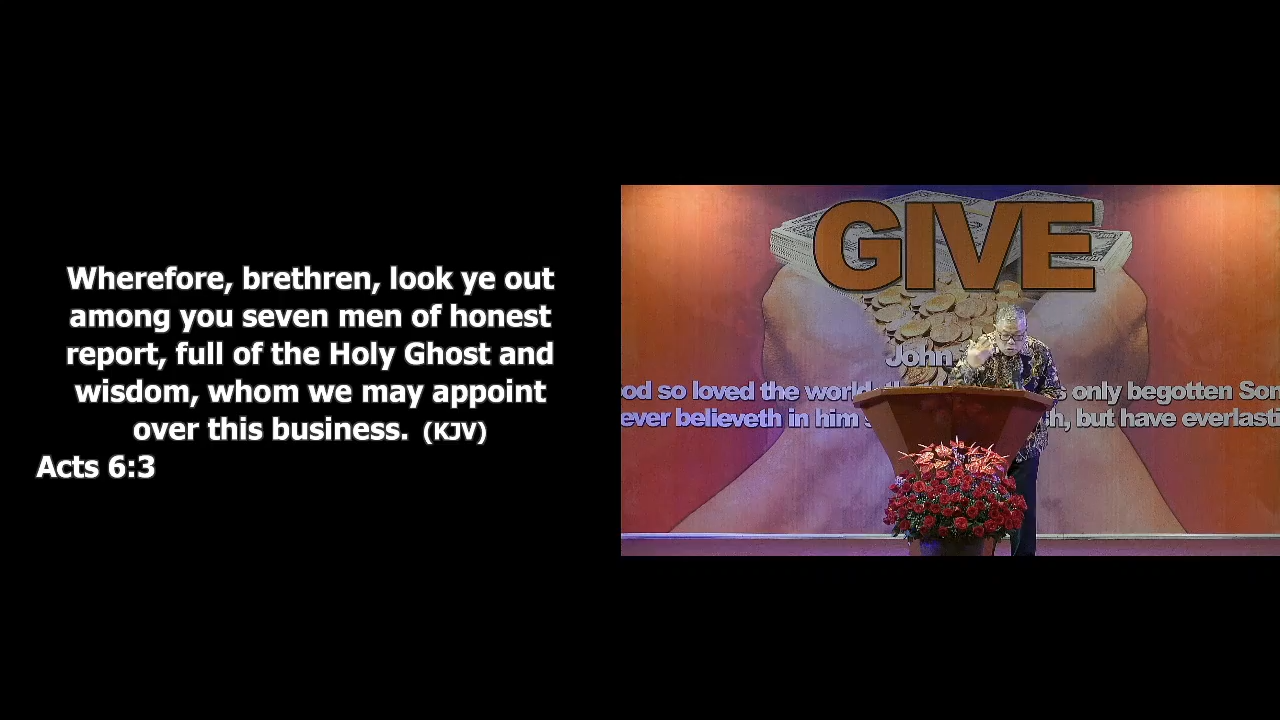 Wherefore, brethren, look ye out
among you seven men of honest
report, full of the Holy Ghost and
wisdom, whom we may appoint
over this business. (KJV)
Acts 6:3
GIVE
John
so loved the world only begotten Son
ever believeth in him but have